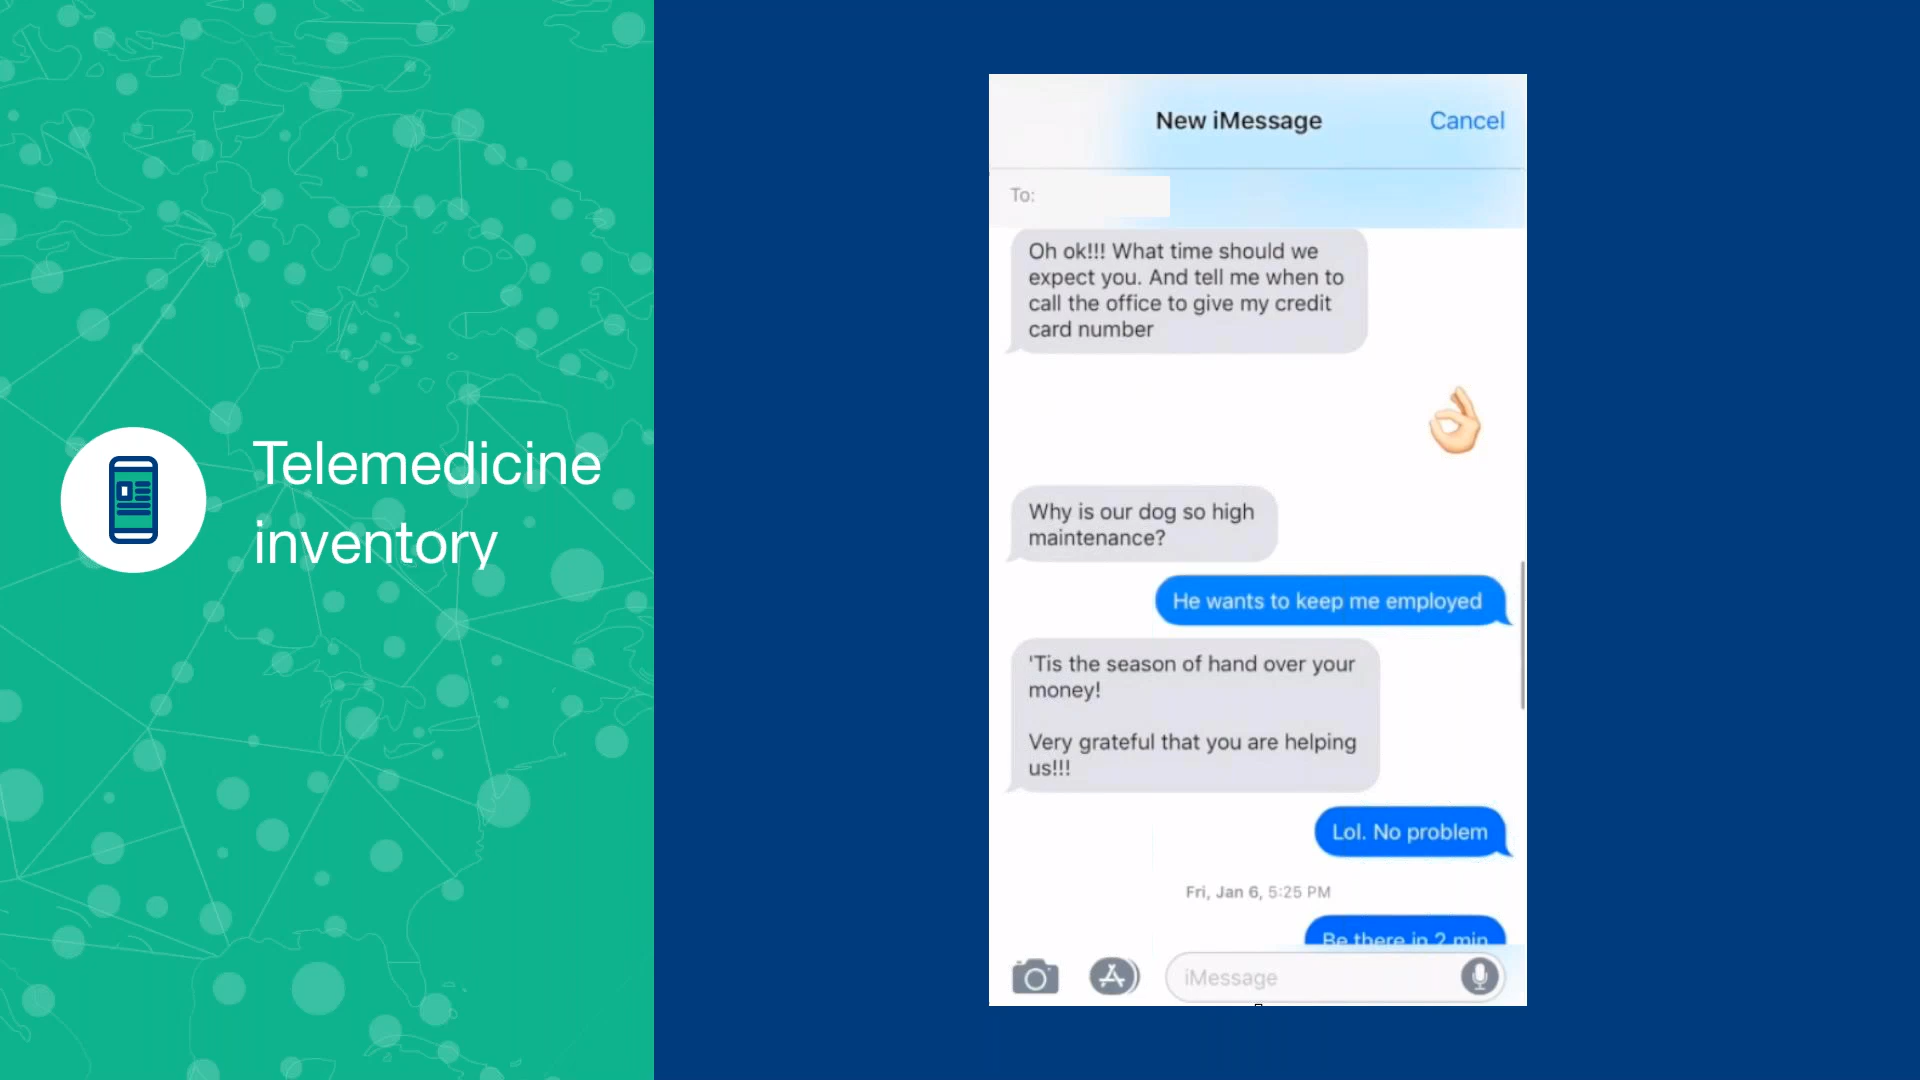 Telemedicine
inventory
New iMessage
Cancel
To:
Oh ok!!! What time should we
expect you. And tell me when to
call the office to give my credit
card number
Why is our dog so high
maintenance?
He wants to keep me employed
'Tis the season of hand over your
money!
Very grateful that you are helping
us!!!
Lol. No problem
Fri, Jan 6, 5:25 PM
Be there in 2 min
iMessage